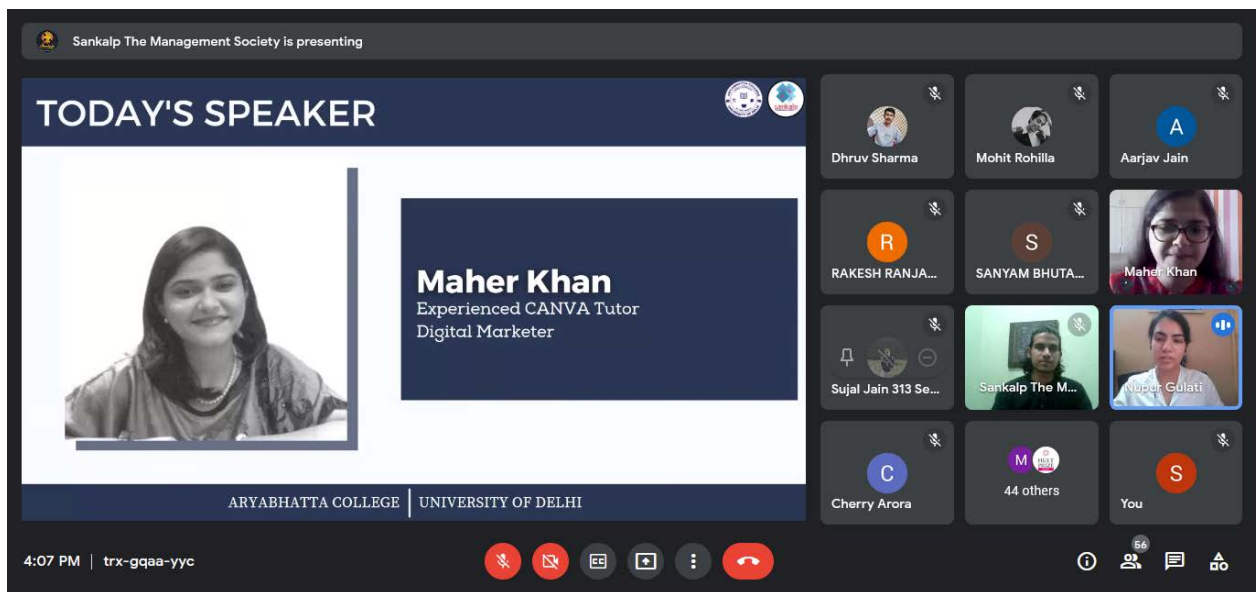 Sankalp The Management Society is presenting
TODAY'S SPEAKER
sankalp
Maher Khan
Experienced CANVA Tutor
Digital Marketer
ARYABHATTA COLLEGE | UNIVERSITY OF DELHI
Dhruv Sharma
Mohit Rohilla
A
Aarjav Jain
R
RAKESH RANJA...
S
SANYAM BHUTA...
Maher Khan
Sujal Jain 313 Se...
Sankalp The M...
Nupur Gulati
C
Cherry Arora
M
44 others
S
You
4:07 PM | trx-gqaa-yyc
CC
56